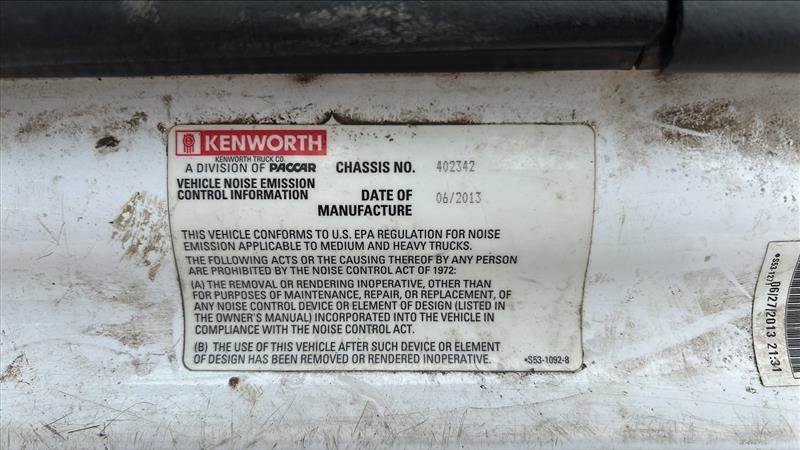 KENWORTH
KENWORTH TRUCK CO.
A DIVISION OF PACCAR
CHASSIS NO. 402342
VEHICLE NOISE EMISSION
CONTROL INFORMATION
DATE OF
MANUFACTURE 06/2013
THIS VEHICLE CONFORMS TO U.S. EPA REGULATION FOR NOISE
EMISSION APPLICABLE TO MEDIUM AND HEAVY TRUCKS.
THE FOLLOWING ACTS OR THE CAUSING THEREOF BY ANY PERSON
ARE PROHIBITED BY THE NOISE CONTROL ACT OF 1972:
(A) THE REMOVAL OR RENDERING INOPERATIVE, OTHER THAN
FOR PURPOSES OF MAINTENANCE, REPAIR, OR REPLACEMENT, OF
ANY NOISE CONTROL DEVICE OR ELEMENT OF DESIGN (LISTED IN
THE OWNER'S MANUAL) INCORPORATED INTO THE VEHICLE IN
COMPLIANCE WITH THE NOISE CONTROL ACT.
(B) THE USE OF THIS VEHICLE AFTER SUCH DEVICE OR ELEMENT
OF DESIGN HAS BEEN REMOVED OR RENDERED INOPERATIVE.
*S53-1092-8
06/27/2013 21:31